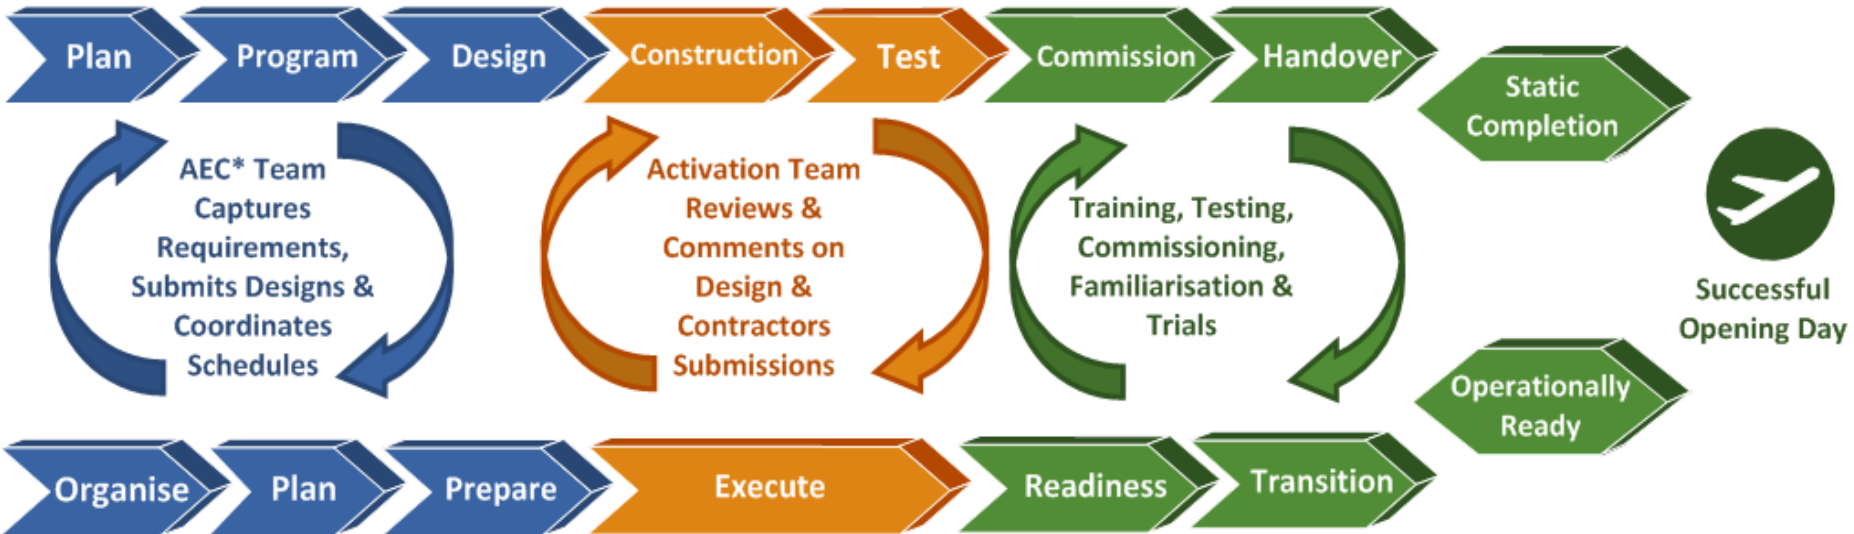 Plan
Program
Design
Construction
Test
Commission
Handover
Static
Completion
AEC* Team
Captures
Requirements,
Submits Designs &
Coordinates
Schedules
Activation Team
Reviews &
Comments on
Design &
Contractors
Submissions
Training, Testing,
Commissioning,
Familiarisation &
Trials
Successful
Opening Day
Organise
Plan
Prepare
Execute
Readiness
Transition
Operationally
Ready